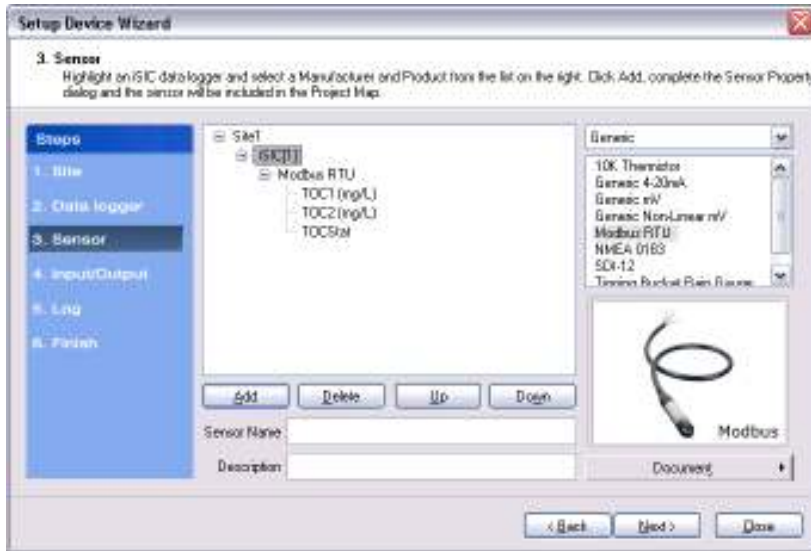 Setup Device Wizard
3. Sensor
Highlight an iSIC data logger and select a Manufacturer and Product from the list on the right. Click Add, complete the Sensor Property
dialog and the sensor will be included in the Project Map.
Steps
1. Site
2. Data logger
3. Sensor
4. Input/Output
5. Log
6. Finish
Site1
iSIC[1]
Modbus RTU
TOC1 (mg/L)
TOC2 (mg/L)
TOCStat
Generic
10K Thermistor
Generic 4-20mA
Generic mV
Generic Non-Linear mV
Modbus RTU
NMEA 0183
SDI-12
Tipping Bucket Rain Gauge
Modbus
Document
Add
Delete
Up
Down
Sensor Name
Description
< Back
Next >
Close